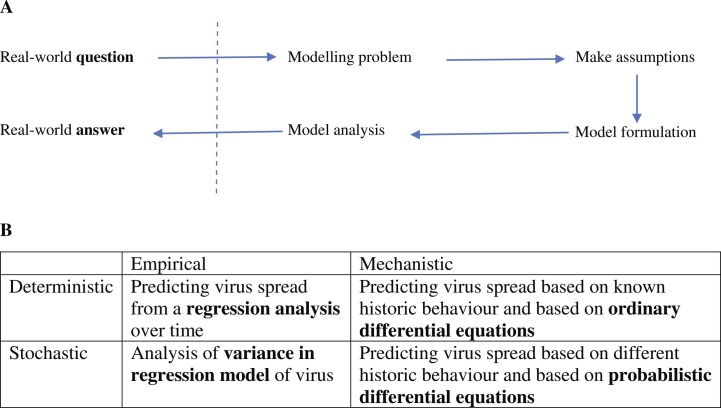 A
Real-world question
Modelling problem
Make assumptions
Real-world answer
Model analysis
Model formulation
B
Empirical
Mechanistic
Deterministic
Predicting virus spread
from a regression analysis
over time
Predicting virus spread based on known
historic behaviour and based on ordinary
differential equations
Stochastic
Analysis of variance in
regression model of virus
Predicting virus spread based on different
historic behaviour and based on probabilistic
differential equations